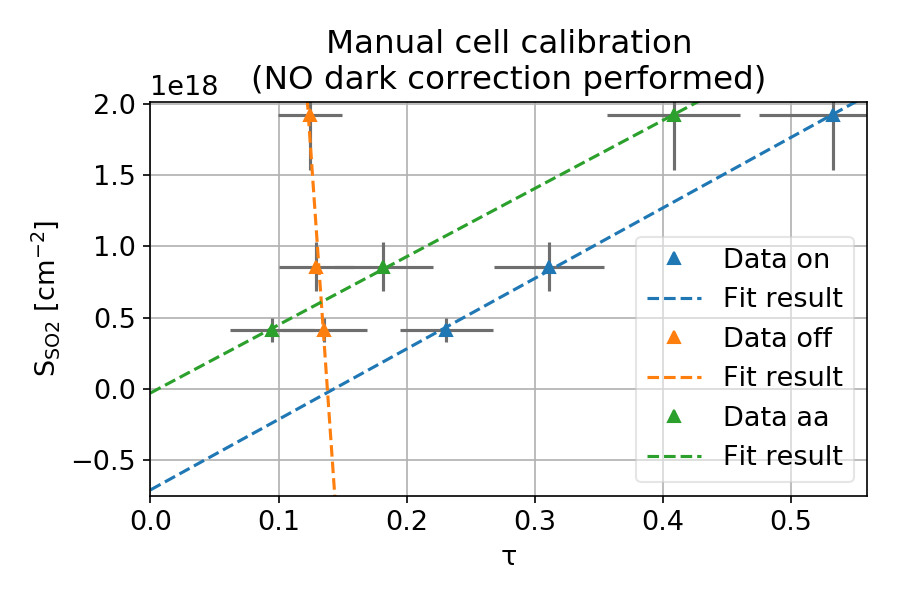 Manual cell calibration
(NO dark correction performed)
1e18
2.0
1.5
1.0
0.5
0.0
−0.5
S_SO2 [cm⁻²]
Data on
Fit result
Data off
Fit result
Data aa
Fit result
0.0 0.1 0.2 0.3 0.4 0.5
τ